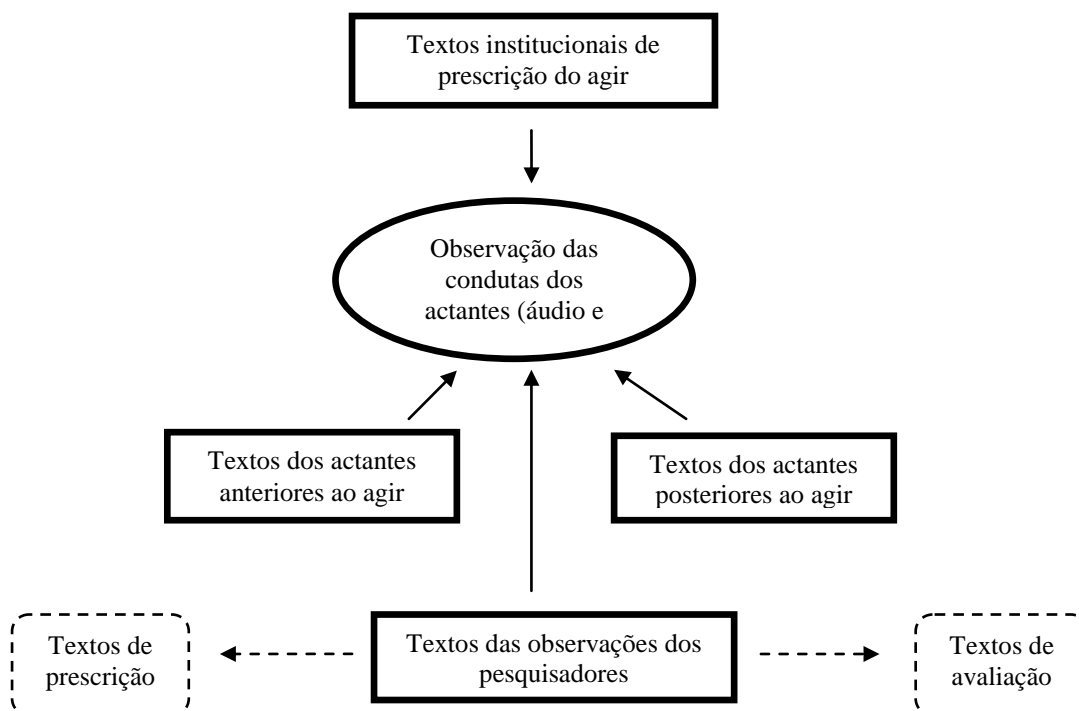 Textos institucionais de
prescrição do agir
Observação das
condutas dos
actantes (áudio e
Textos dos actantes
anteriores ao agir
Textos dos actantes
posteriores ao agir
Textos de
prescrição
Textos das observações dos
pesquisadores
Textos de
avaliação